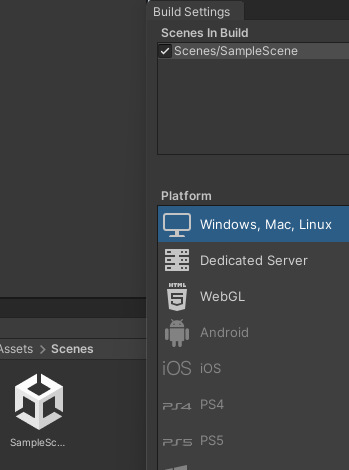 Build Settings
Scenes In Build
Scenes/SampleScene
Platform
Windows, Mac, Linux
Dedicated Server
HTML
5
WebGL
Android
iOS iOS
PS4 PS4
PS5 PS5
Assets > Scenes
SampleSc...